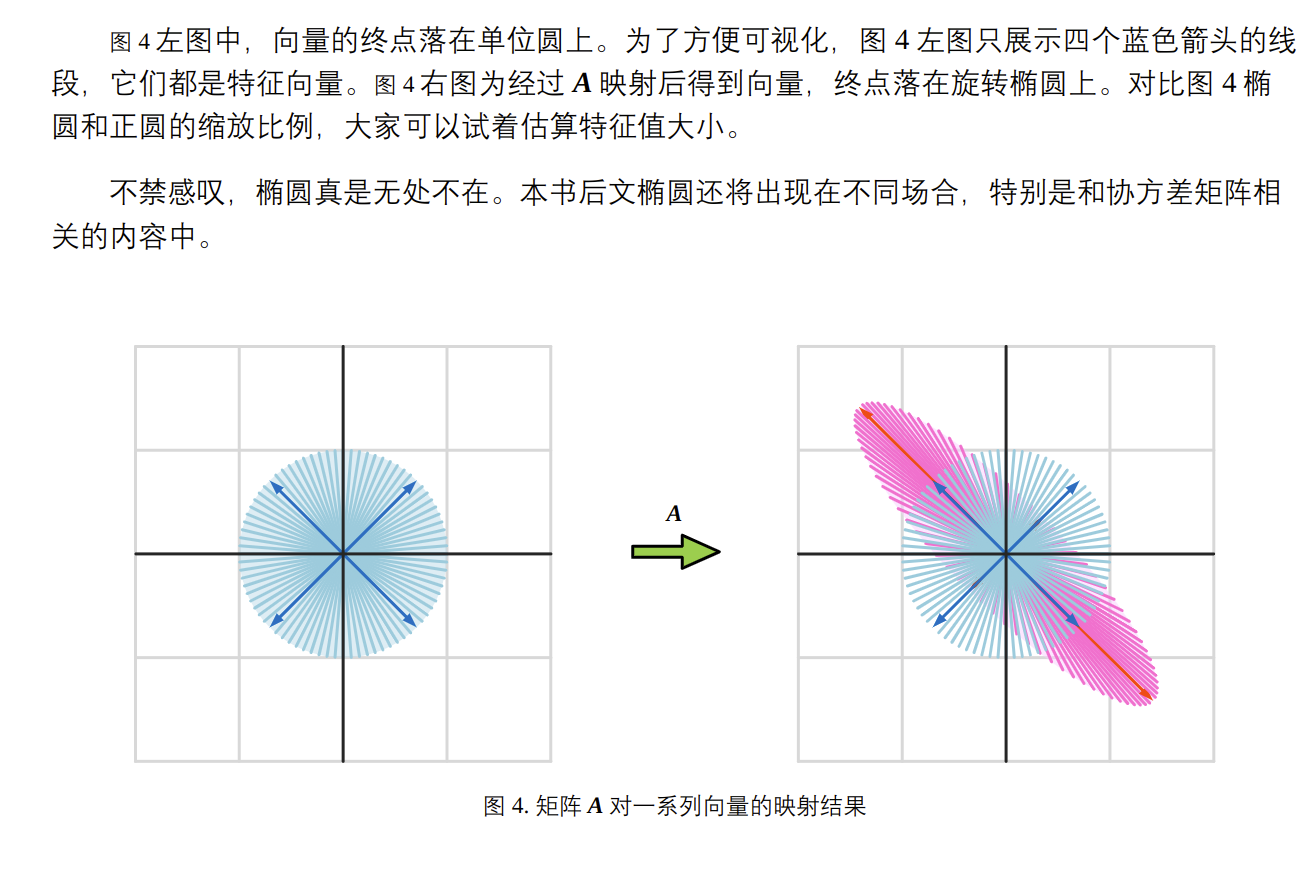 图 4 左图中，向量的终点落在单位圆上。为了方便可视化，图 4 左图只展示四个蓝色箭头的线
段，它们都是特征向量。图 4 右图为经过 A 映射后得到向量，终点落在旋转椭圆上。对比图 4 椭
圆和正圆的缩放比例，大家可以试着估算特征值大小。
不禁感叹，椭圆真是无处不在。本书后文椭圆还将出现在不同场合，特别是和协方差矩阵相
关的内容中。
A
图 4. 矩阵 A 对一系列向量的映射结果